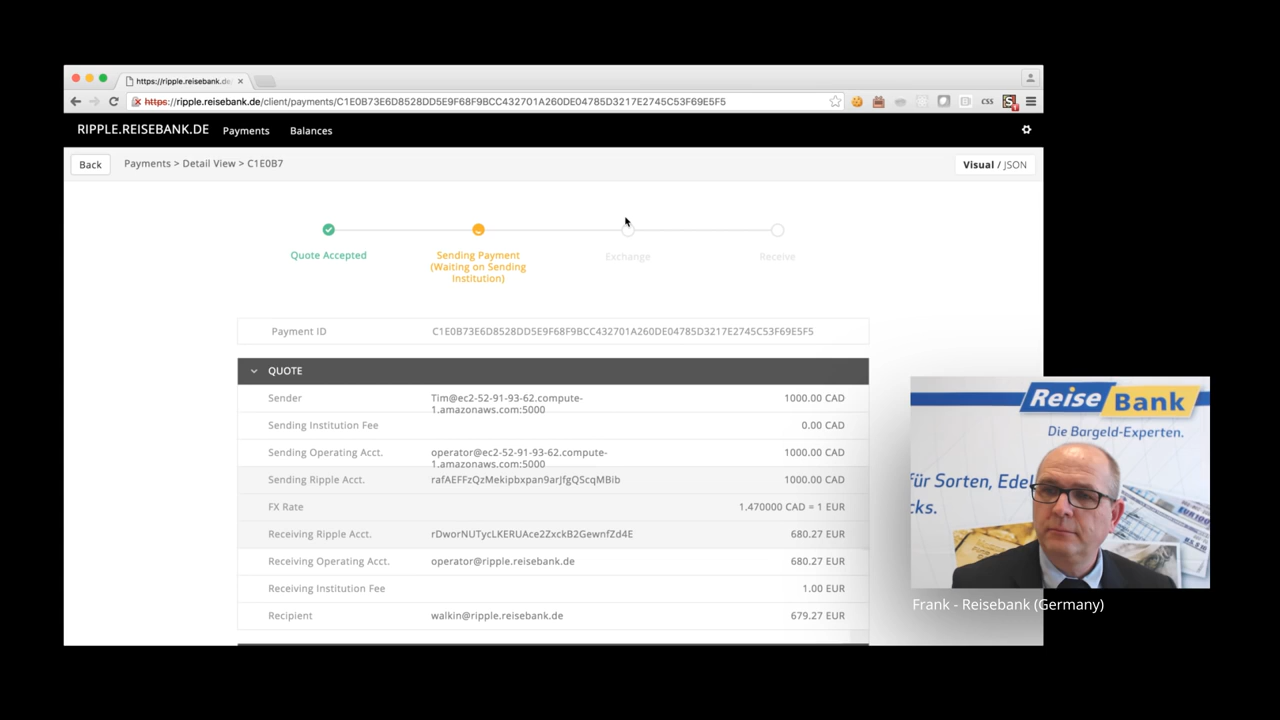 https://ripple.reisebank.de/
https://ripple.reisebank.de/client/payments/C1E0B73E6D8528DD5E9F68F9BCC432701A260DE04785D3217E2745C53F69E5F5
CSS
RIPPLE.REISEBANK.DE Payments Balances
Back Payments > Detail View > C1E0B7 Visual / JSON
Quote Accepted
Sending Payment
(Waiting on Sending
Institution)
Exchange
Receive
Payment ID C1E0B73E6D8528DD5E9F68F9BCC432701A260DE04785D3217E2745C53F69E5F5
QUOTE
Sender Tim@ec2-52-91-93-62.compute-
1.amazonaws.com:5000 1000.00 CAD
Sending Institution Fee 0.00 CAD
Sending Operating Acct. operator@ec2-52-91-93-62.compute-
1.amazonaws.com:5000 1000.00 CAD
Sending Ripple Acct. rafAEFFzQzMekipbxpan9arJfgQScqMBib 1000.00 CAD
FX Rate 1.470000 CAD = 1 EUR
Receiving Ripple Acct. rDworNUTycLKERUAce2ZxckB2GewnfZd4E 680.27 EUR
Receiving Operating Acct. operator@ripple.reisebank.de 680.27 EUR
Receiving Institution Fee 1.00 EUR
Recipient walkin@ripple.reisebank.de 679.27 EUR
Reise Bank
Die Bargeld-Experten.
für Sorten, Edel
cks.
Frank - Reisebank (Germany)